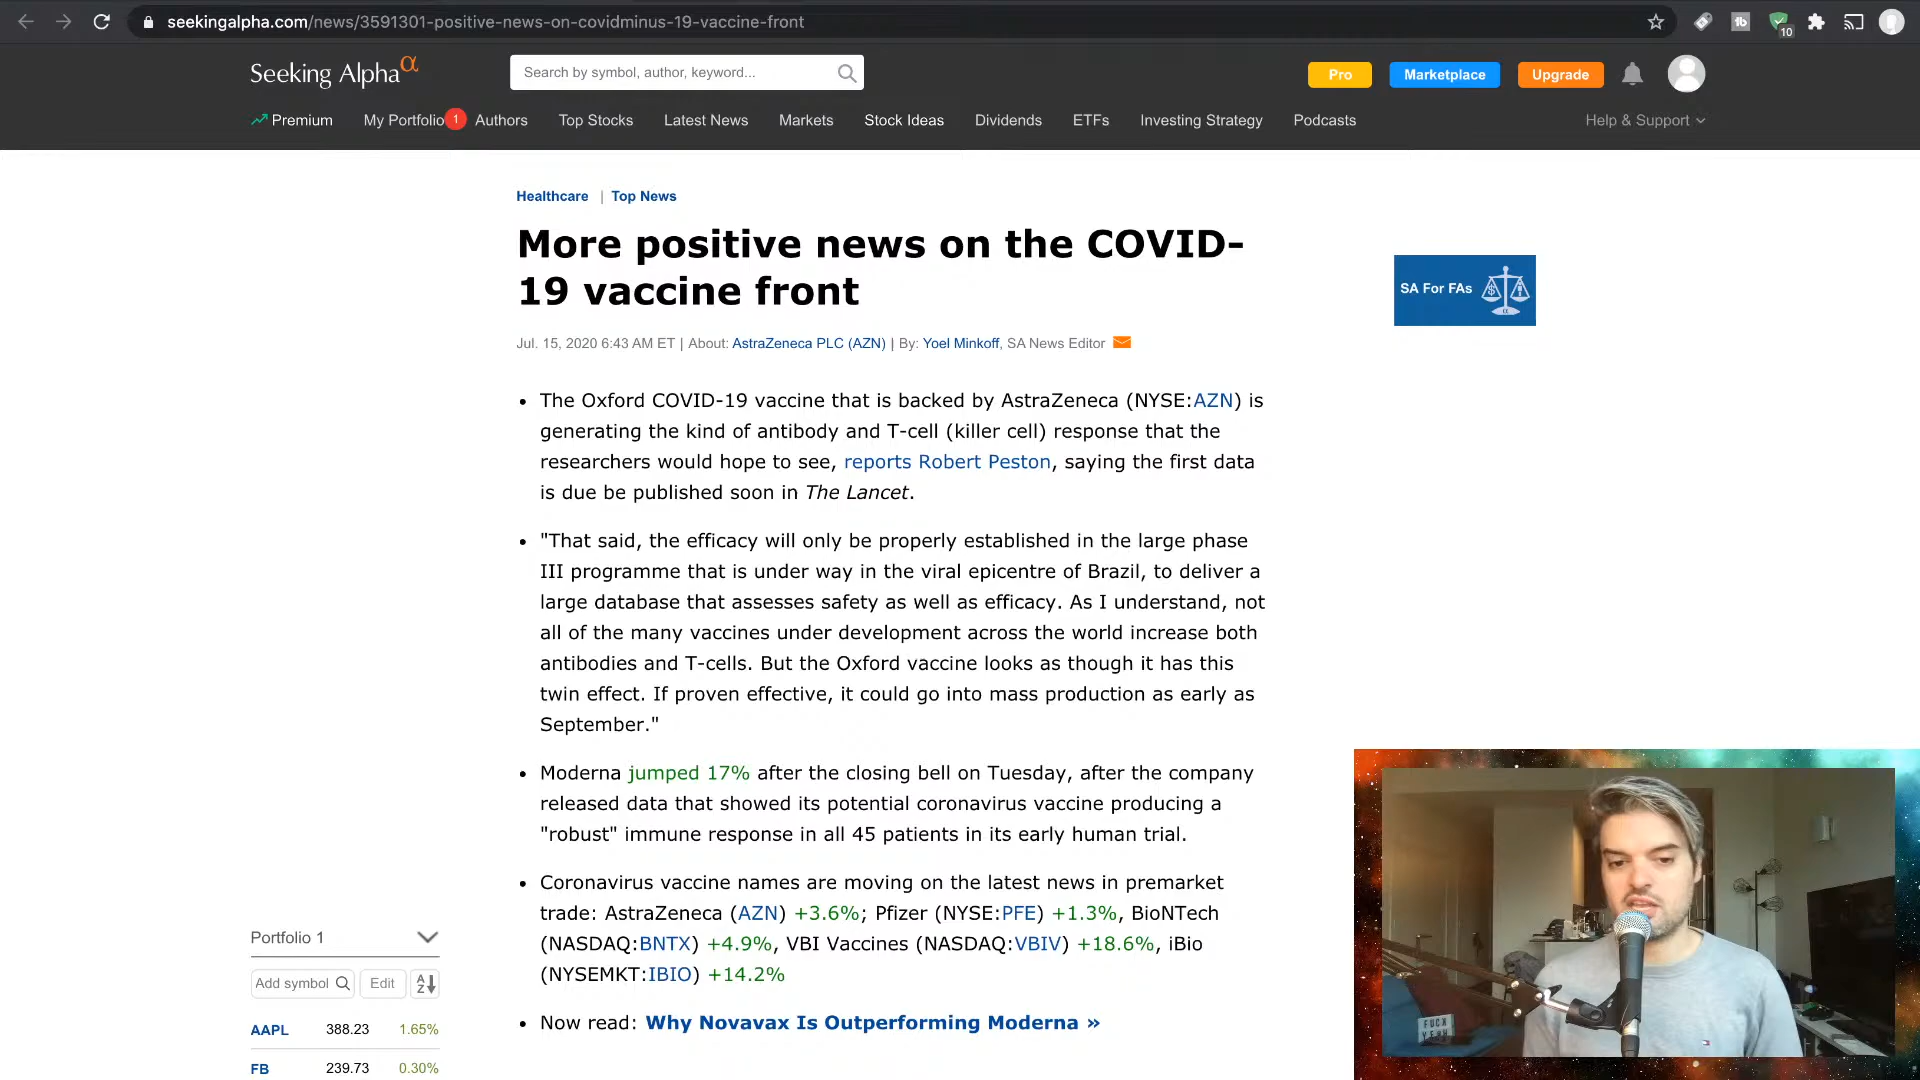 seekingalpha.com/news/3591301-positive-news-on-covidminus-19-vaccine-front
10
Seeking Alpha α
Search by symbol, author, keyword...
Pro
Marketplace
Upgrade
Premium
My Portfolio 1
Authors
Top Stocks
Latest News
Markets
Stock Ideas
Dividends
ETFs
Investing Strategy
Podcasts
Help & Support
Healthcare | Top News
More positive news on the COVID-
19 vaccine front
Jul. 15, 2020 6:43 AM ET | About: AstraZeneca PLC (AZN) | By: Yoel Minkoff, SA News Editor
SA For FAs
• The Oxford COVID-19 vaccine that is backed by AstraZeneca (NYSE:AZN) is
generating the kind of antibody and T-cell (killer cell) response that the
researchers would hope to see, reports Robert Peston, saying the first data
is due be published soon in The Lancet.
• "That said, the efficacy will only be properly established in the large phase
III programme that is under way in the viral epicentre of Brazil, to deliver a
large database that assesses safety as well as efficacy. As I understand, not
all of the many vaccines under development across the world increase both
antibodies and T-cells. But the Oxford vaccine looks as though it has this
twin effect. If proven effective, it could go into mass production as early as
September."
• Moderna jumped 17% after the closing bell on Tuesday, after the company
released data that showed its potential coronavirus vaccine producing a
"robust" immune response in all 45 patients in its early human trial.
• Coronavirus vaccine names are moving on the latest news in premarket
trade: AstraZeneca (AZN) +3.6%; Pfizer (NYSE:PFE) +1.3%, BioNTech
(NASDAQ:BNTX) +4.9%, VBI Vaccines (NASDAQ:VBIV) +18.6%, iBio
(NYSEMKT:IBIO) +14.2%
• Now read: Why Novavax Is Outperforming Moderna »
Portfolio 1
Add symbol
Edit
A Z
AAPL 388.23 1.65%
FB 239.73 0.30%
FUCK
YEAH